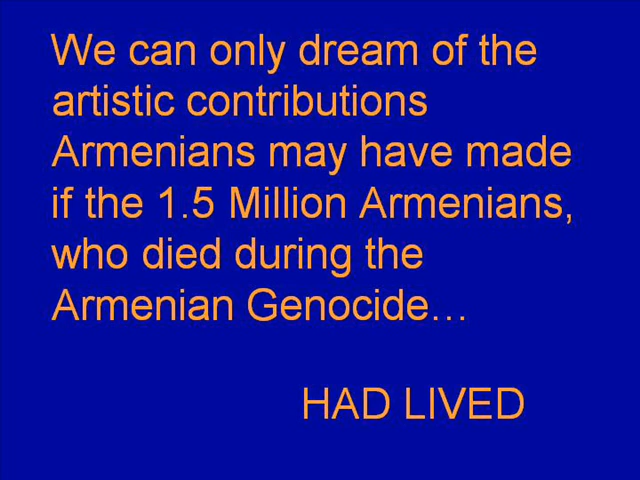 We can only dream of the
artistic contributions
Armenians may have made
if the 1.5 Million Armenians,
who died during the
Armenian Genocide…
HAD LIVED